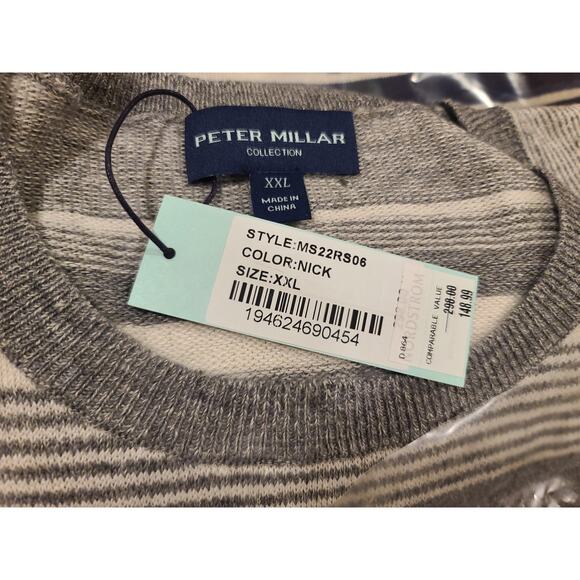 PETER MILLAR
COLLECTION
XXL
MADE IN
CHINA
STYLE:MS22RS06
COLOR:NICK
SIZE:XXL
194624690454
D.864
NORDSTROM
COMPARABLE VALUE
298.00
148.99